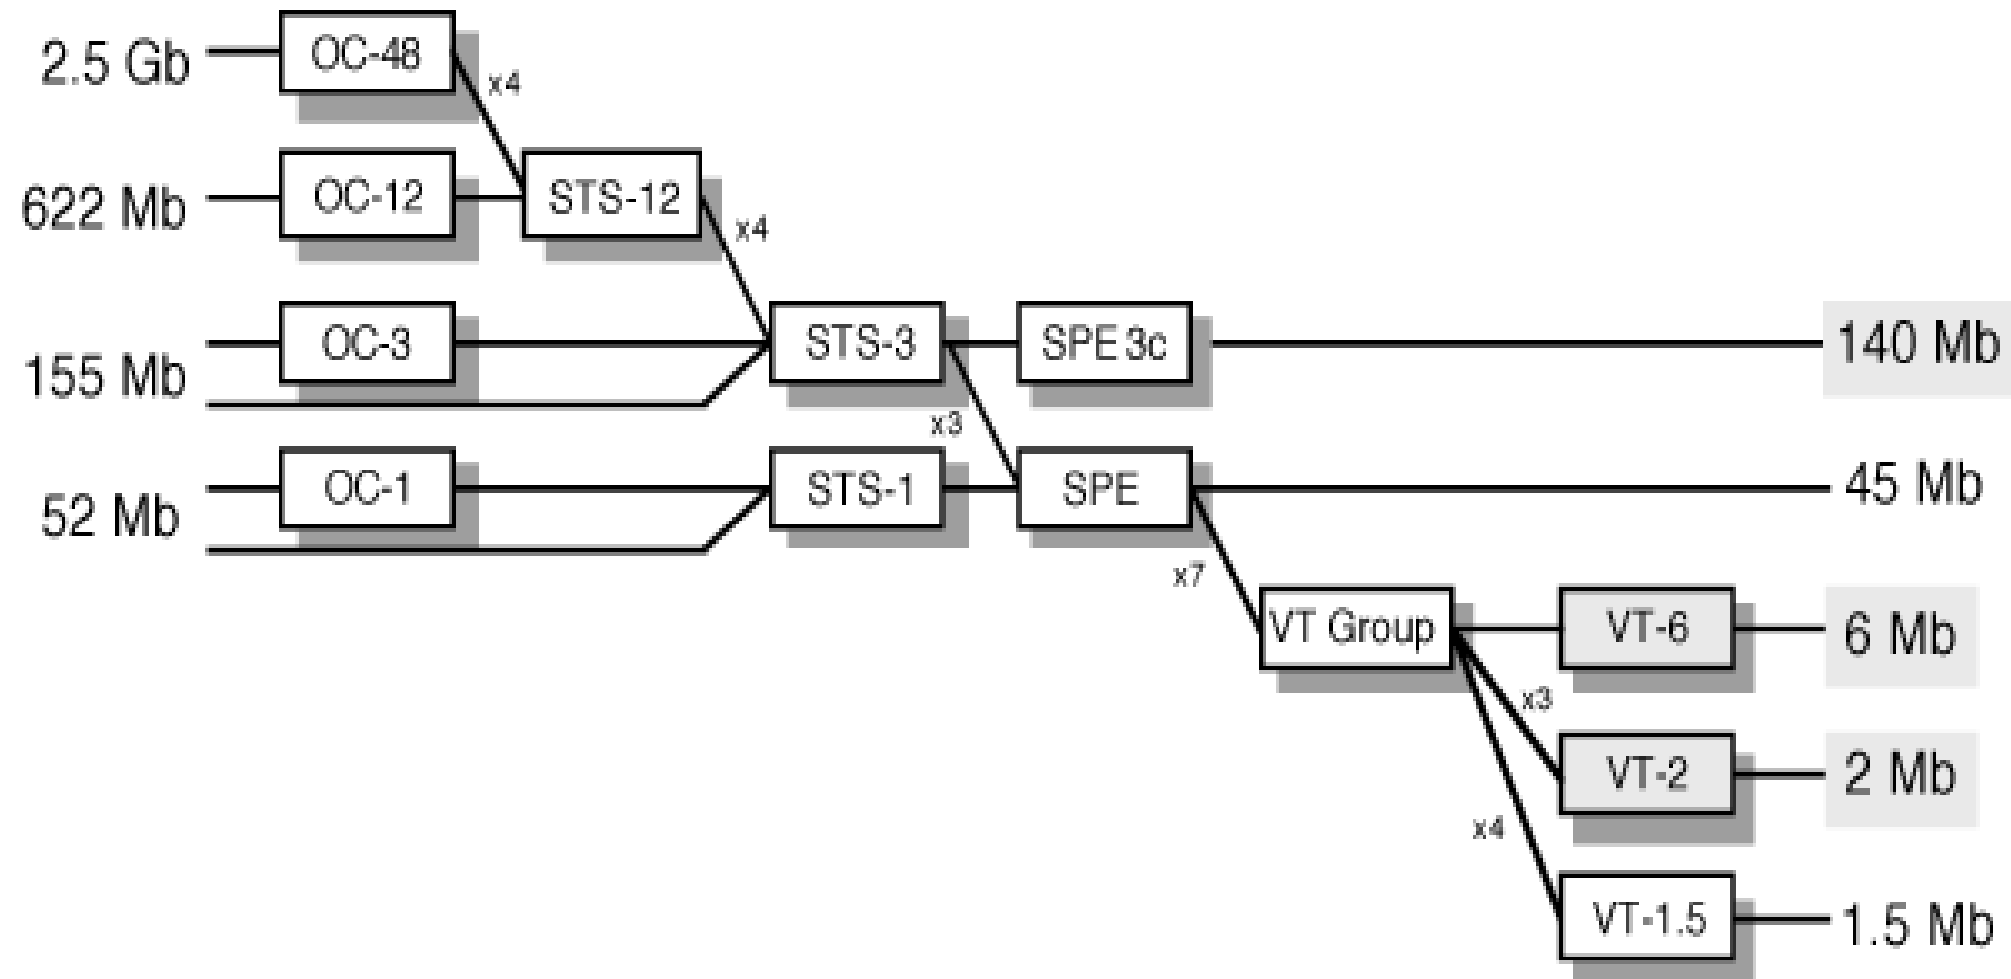 2.5 Gb OC-48
x4
622 Mb OC-12 STS-12
x4
155 Mb OC-3 STS-3 SPE 3c 140 Mb
x3
52 Mb OC-1 STS-1 SPE 45 Mb
x7
VT Group VT-6 6 Mb
x3
VT-2 2 Mb
x4
VT-1.5 1.5 Mb